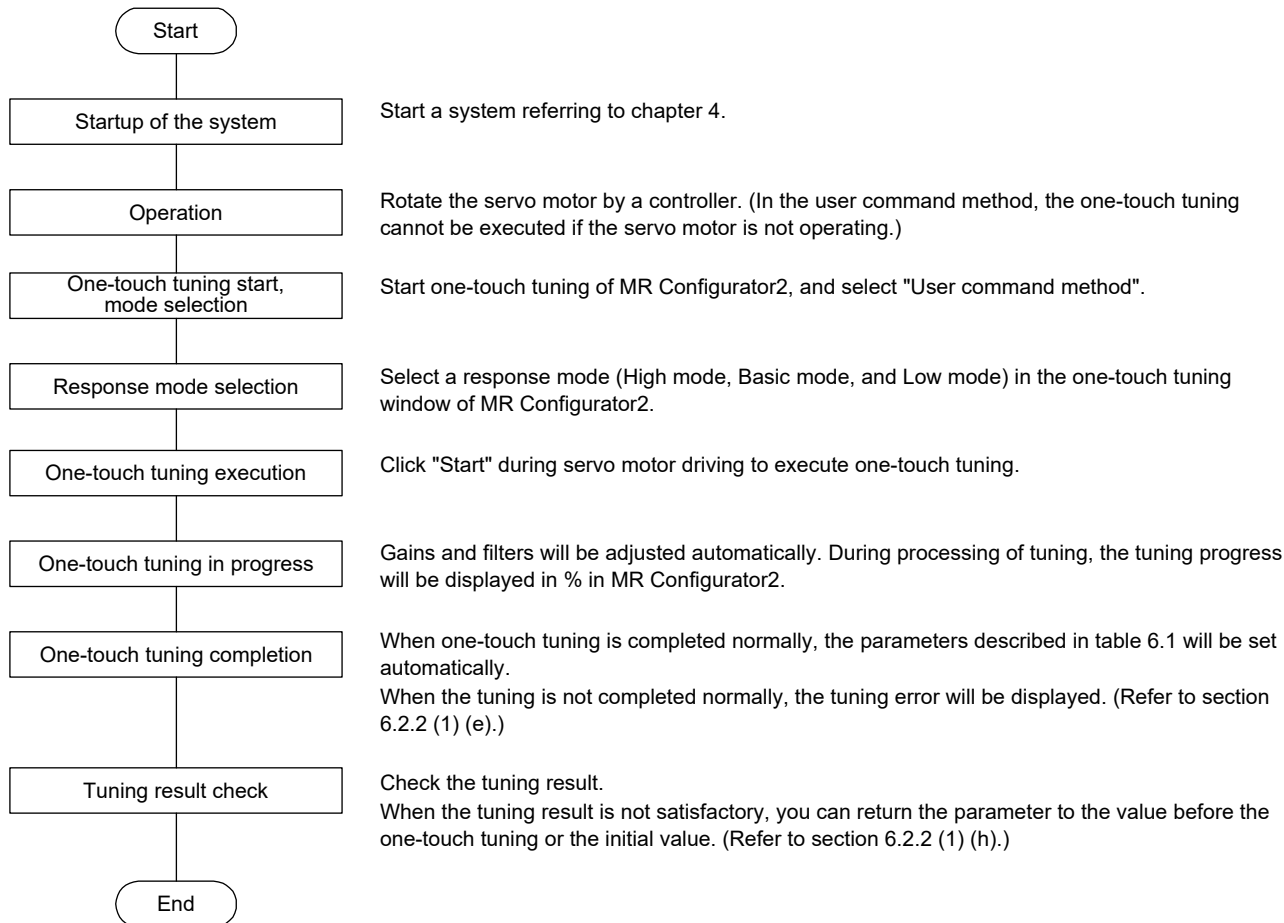 Start
Startup of the system
Start a system referring to chapter 4.
Operation
Rotate the servo motor by a controller. (In the user command method, the one-touch tuning
cannot be executed if the servo motor is not operating.)
One-touch tuning start,
mode selection
Start one-touch tuning of MR Configurator2, and select "User command method".
Response mode selection
Select a response mode (High mode, Basic mode, and Low mode) in the one-touch tuning
window of MR Configurator2.
One-touch tuning execution
Click "Start" during servo motor driving to execute one-touch tuning.
One-touch tuning in progress
Gains and filters will be adjusted automatically. During processing of tuning, the tuning progress
will be displayed in % in MR Configurator2.
One-touch tuning completion
When one-touch tuning is completed normally, the parameters described in table 6.1 will be set
automatically.
When the tuning is not completed normally, the tuning error will be displayed. (Refer to section
6.2.2 (1) (e).)
Tuning result check
Check the tuning result.
When the tuning result is not satisfactory, you can return the parameter to the value before the
one-touch tuning or the initial value. (Refer to section 6.2.2 (1) (h).)
End